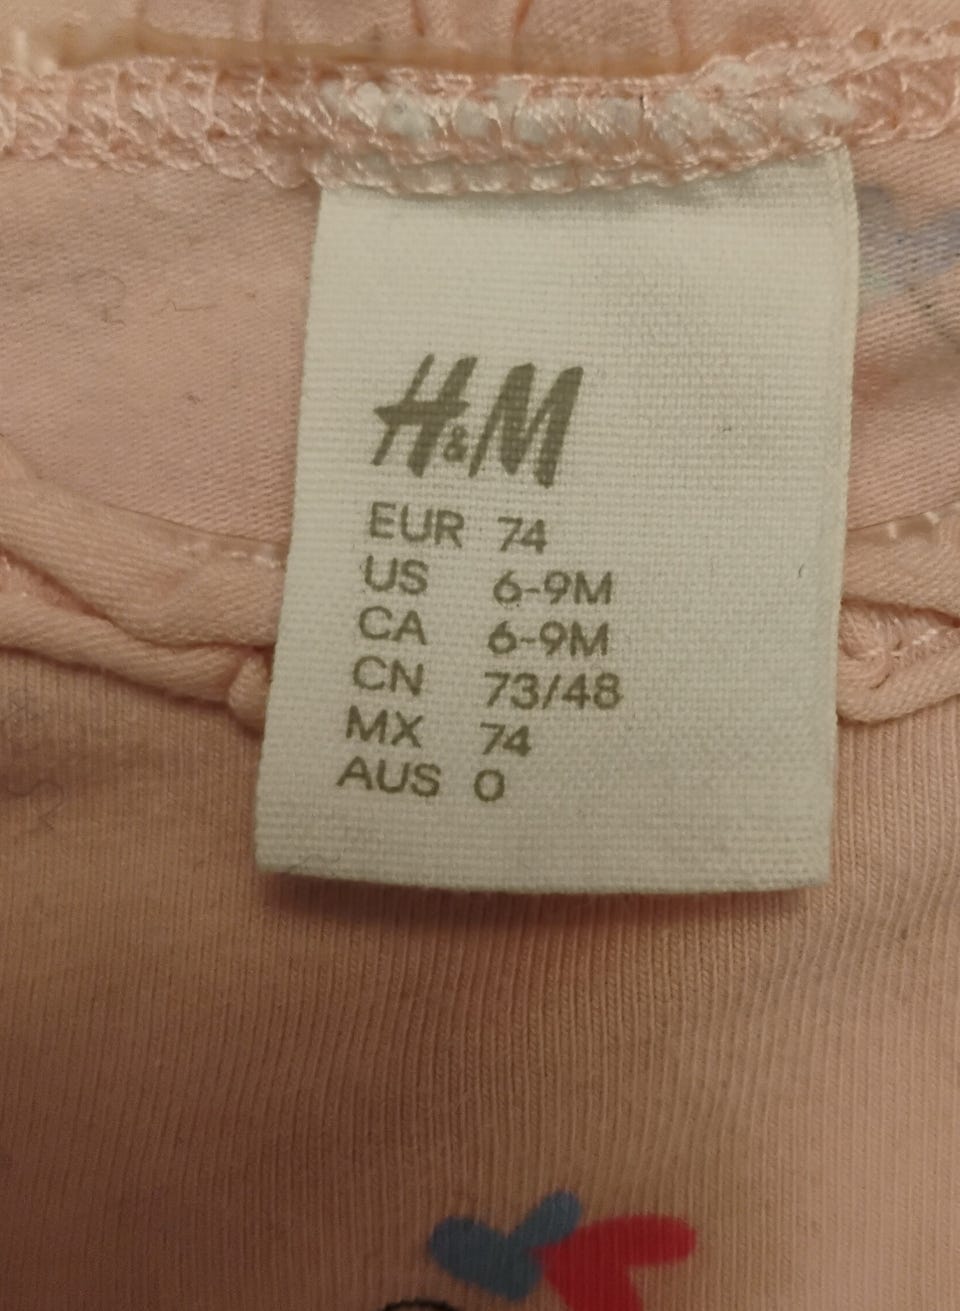 H&M
EUR 74
US 6-9M
CA 6-9M
CN 73/48
MX 74
AUS 0